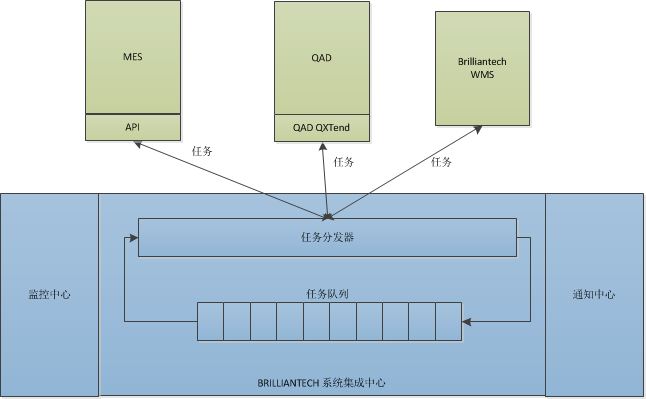 MES
QAD
Brilliantech
WMS
API
QAD QXTend
任务
任务
任务
任务分发器
监控中心
任务队列
通知中心
BRILLIANTECH 系统集成中心